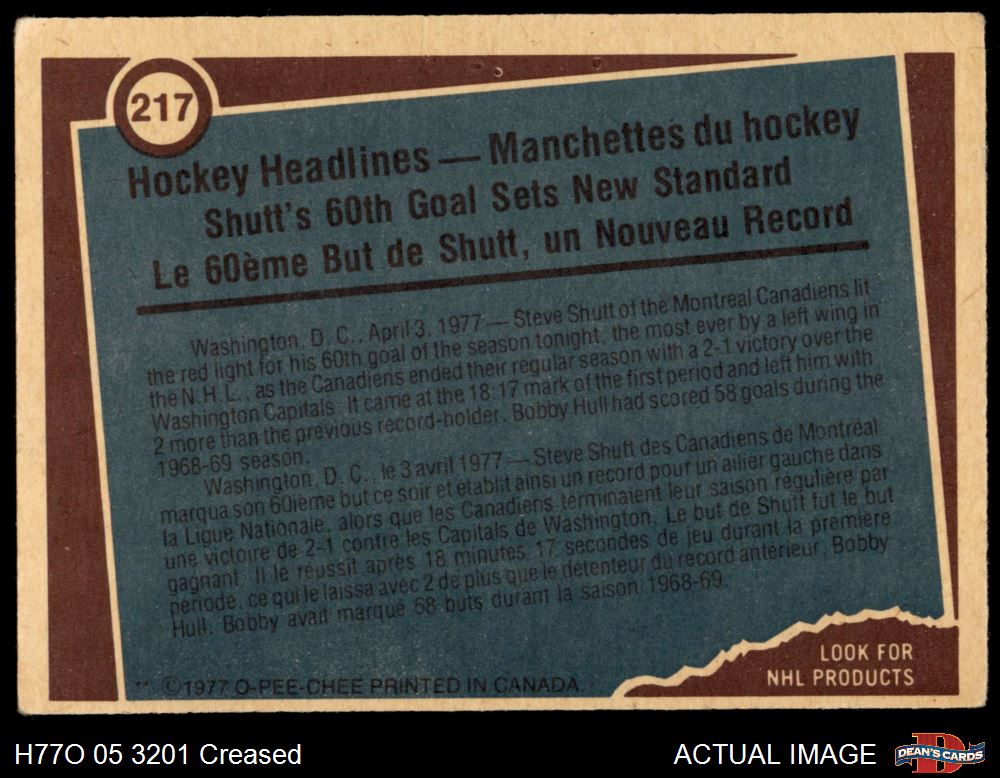 217
Hockey Headlines — Manchettes du hockey
Shutt's 60th Goal Sets New Standard
Le 60ème But de Shutt, un Nouveau Record
Washington, D. C., April 3, 1977 — Steve Shutt of the Montreal Canadiens lit
the red light for his 60th goal of the season tonight, the most ever by a left wing in
the N.H.L., as the Canadiens ended their regular season with a 2-1 victory over the
Washington Capitals. It came at the 18:17 mark of the first period and left him with
2 more than the previous record-holder. Bobby Hull had scored 58 goals during the
1968-69 season.
Washington, D. C., le 3 avril 1977 — Steve Shutt des Canadiens de Montréal
marqua son 60ième but ce soir et établit ainsi un record pour un ailier gauche dans
la Ligue Nationale, alors que les Canadiens terminaient leur saison régulière par
une victoire de 2-1 contre les Capitals de Washington. Le but de Shutt fut le but
gagnant. Il le réussit après 18 minutes 17 secondes de jeu durant la première
période, ce qui le laissa avec 2 de plus que le détenteur du record antérieur, Bobby
Hull. Bobby avait marqué 58 buts durant la saison 1968-69.
** ©1977 O-PEE-CHEE PRINTED IN CANADA.
LOOK FOR
NHL PRODUCTS
H77O 05 3201 Creased
ACTUAL IMAGE
DEAN'S CARDS